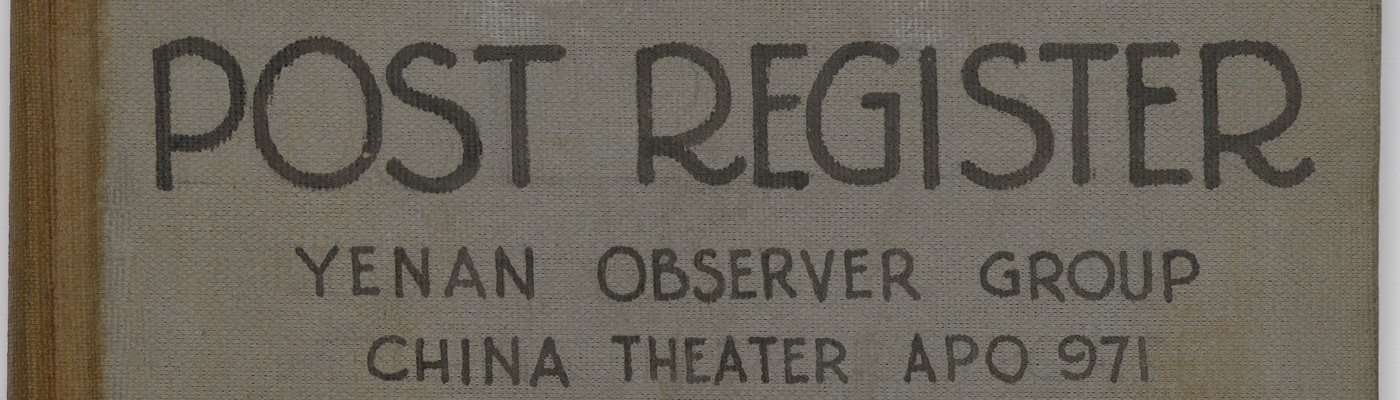 POST REGISTER
YENAN OBSERVER GROUP
CHINA THEATER APO 971